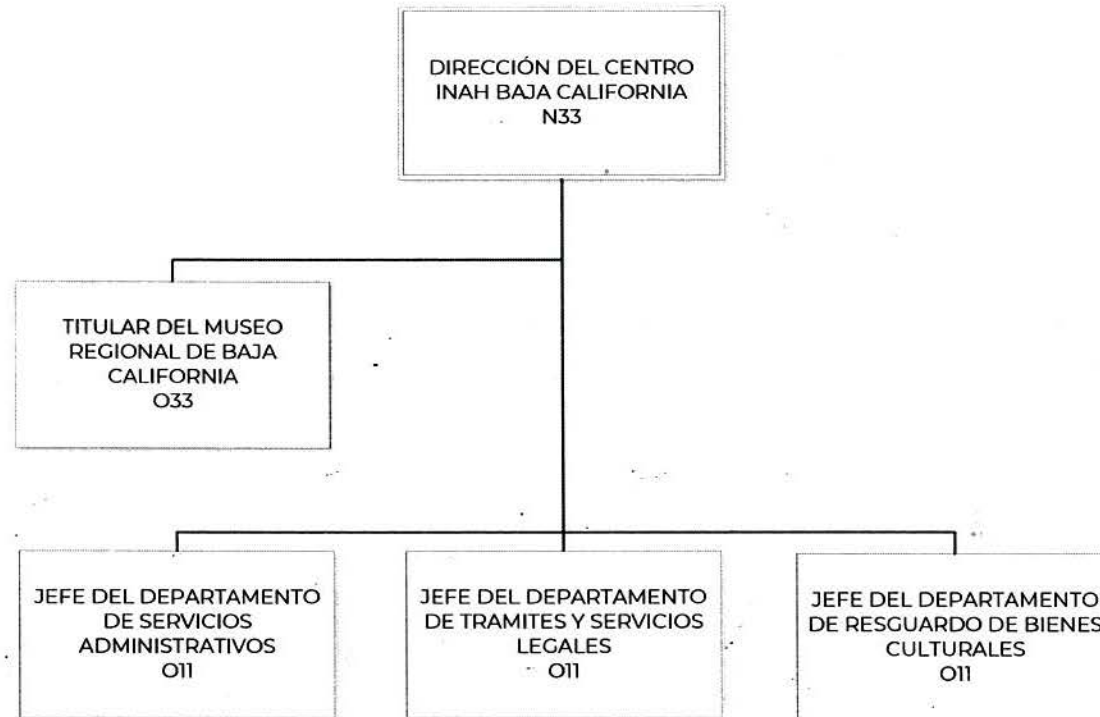 DIRECCIÓN DEL CENTRO
INAH BAJA CALIFORNIA
N33
TITULAR DEL MUSEO
REGIONAL DE BAJA
CALIFORNIA
O33
JEFE DEL DEPARTAMENTO
DE SERVICIOS
ADMINISTRATIVOS
O11
JEFE DEL DEPARTAMENTO
DE TRAMITES Y SERVICIOS
LEGALES
O11
JEFE DEL DEPARTAMENTO
DE RESGUARDO DE BIENES
CULTURALES
O11